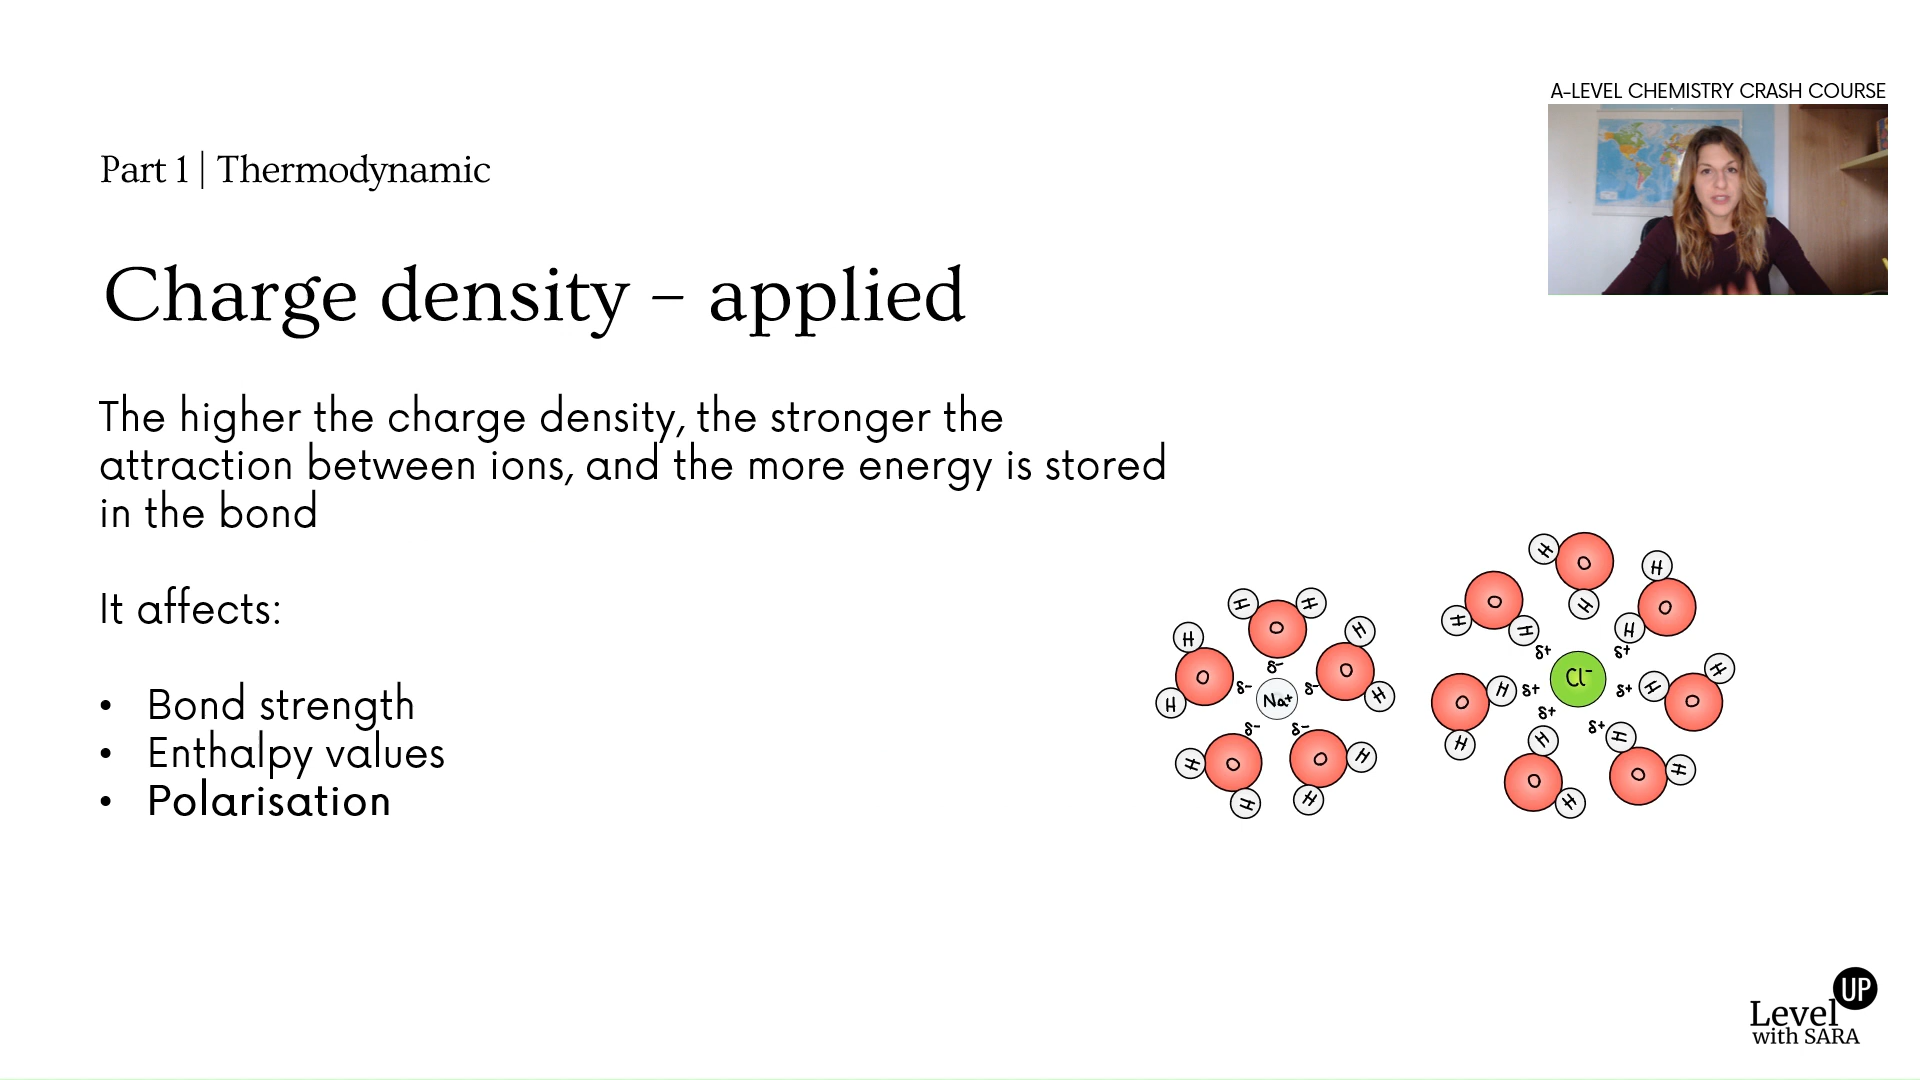 A-LEVEL CHEMISTRY CRASH COURSE
Part 1 | Thermodynamic
Charge density – applied
The higher the charge density, the stronger the
attraction between ions, and the more energy is stored
in the bond
It affects:
• Bond strength
• Enthalpy values
• Polarisation
H O H
H O H
H O H
H O H
H O H
δ-
δ-
δ-
δ-
δ-
Na+
H O H
H O H
H O H
H O H
H O H
H O H
H O H
δ+
δ+
δ+
δ+
δ+
δ+
Cl-
Level UP
with SARA